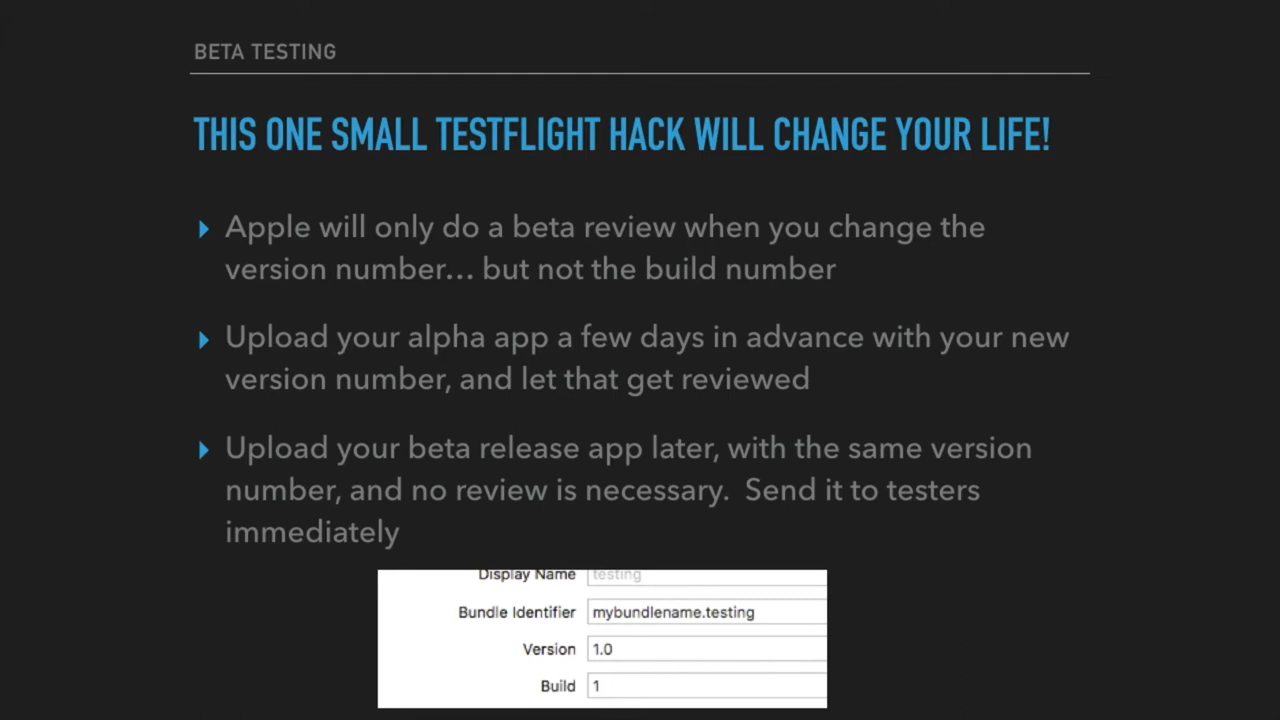 BETA TESTING
THIS ONE SMALL TESTFLIGHT HACK WILL CHANGE YOUR LIFE!
Apple will only do a beta review when you change the
version number... but not the build number
Upload your alpha app a few days in advance with your new
version number, and let that get reviewed
Upload your beta release app later, with the same version
number, and no review is necessary.  Send it to testers
immediately
Display Name testing
Bundle Identifier mybundlename.testing
Version 1.0
Build 1